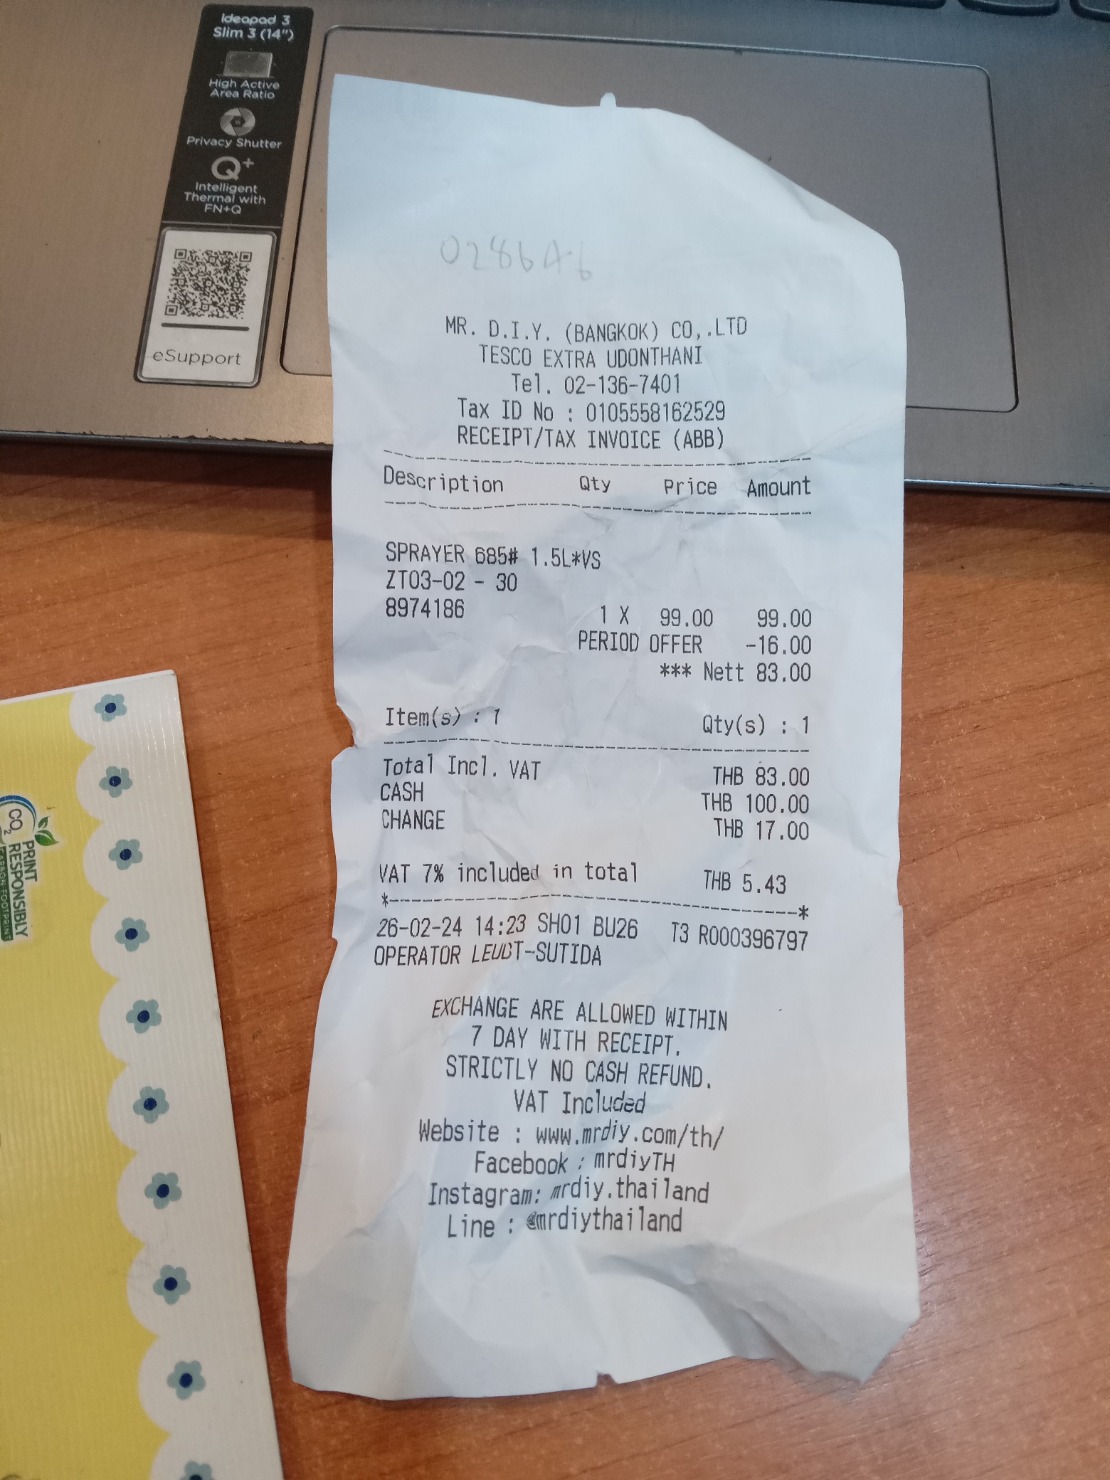 Ideapad 3
Slim 3 (14")
High Active
Area Ratio
Privacy Shutter
Q+
Intelligent
Thermal with
FN+Q
eSupport
MR. D.I.Y. (BANGKOK) CO,.LTD
TESCO EXTRA UDONTHANI
Tel. 02-136-7401
Tax ID No : 0105558162529
RECEIPT/TAX INVOICE (ABB)
Description Qty Price Amount
SPRAYER 685# 1.5L*VS
ZT03-02 - 30
8974186 1 X 99.00 99.00
PERIOD OFFER -16.00
*** Nett 83.00
Item(s) : 1 Qty(s) : 1
Total Incl. VAT THB 83.00
CASH THB 100.00
CHANGE THB 17.00
VAT 7% included in total THB 5.43
*--------------------------------------*
26-02-24 14:23 SH01 BU26 T3 R000396797
OPERATOR LEUDT-SUTIDA
EXCHANGE ARE ALLOWED WITHIN
7 DAY WITH RECEIPT.
STRICTLY NO CASH REFUND.
VAT Included
Website : www.mrdiy.com/th/
Facebook : mrdiyTH
Instagram: mrdiy.thailand
Line : @mrdiythailand
CO2
PRINT
RESPONSIBLY